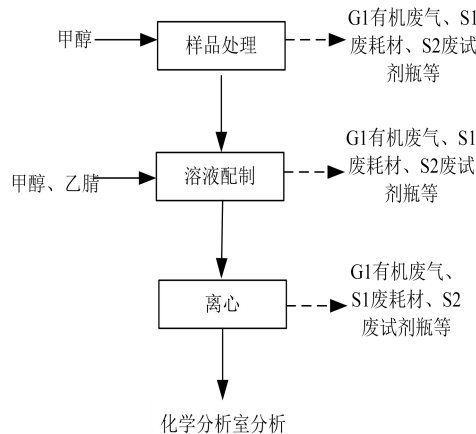 甲醇
样品处理
G1有机废气、S1
废耗材、S2废试
剂瓶等
甲醇、乙腈
溶液配制
G1有机废气、S1
废耗材、S2废试
剂瓶等
离心
G1有机废气、
S1废耗材、S2
废试剂瓶等
化学分析室分析